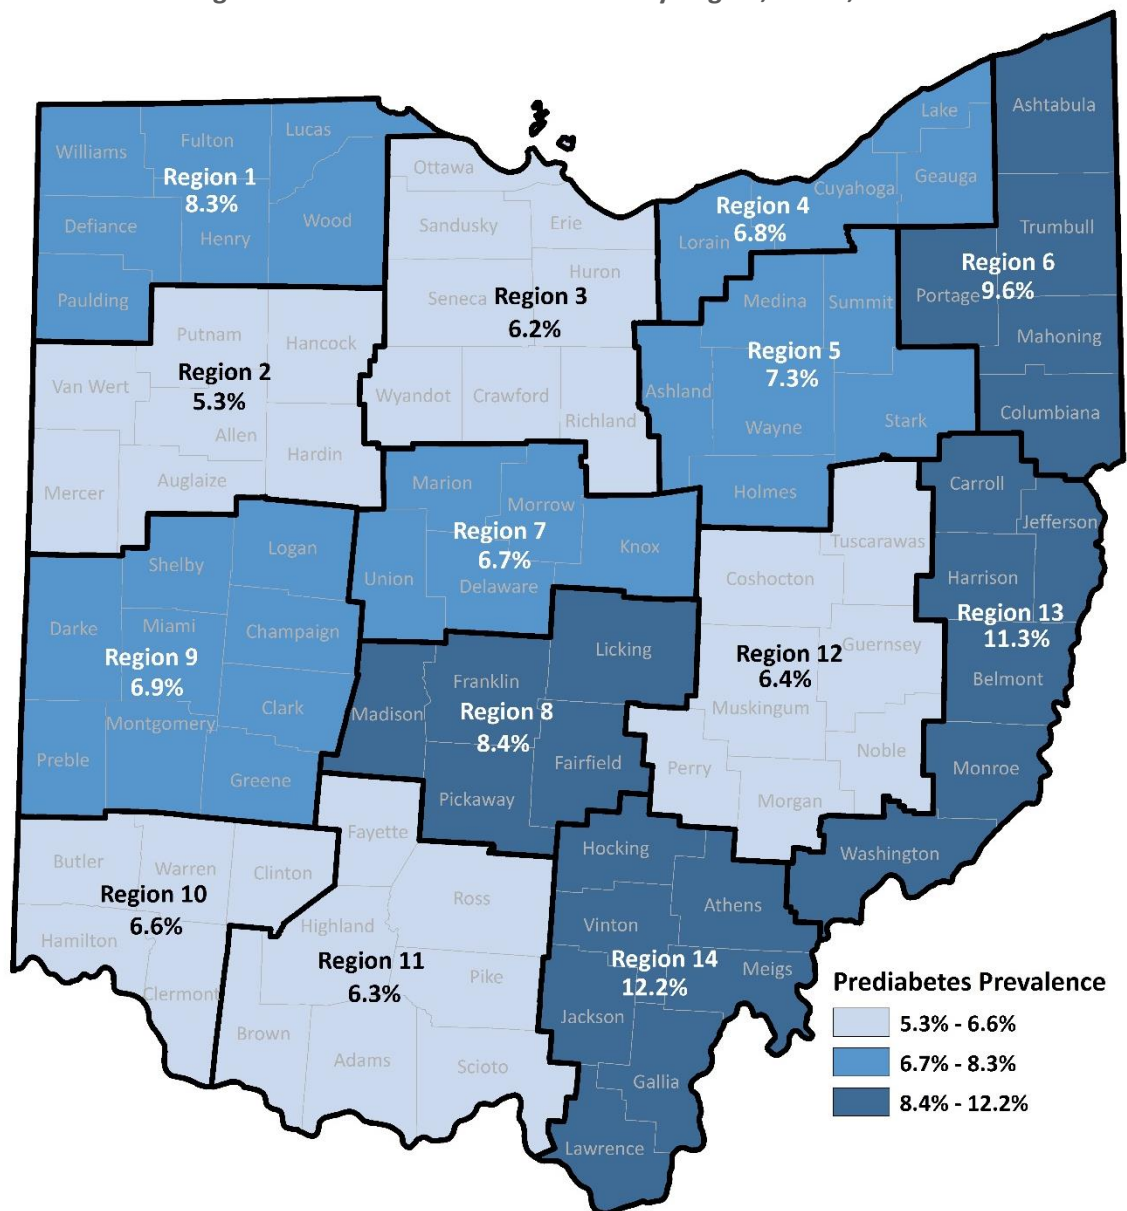 by Region,
Ashtabula
Lake
Lucas
Fulton
Williams
Ottawa
Geauga
Region 1
8.3%
Cuyahoga
Region 4
6.8%
Defiance
Wood
Henry
Sandusky
Erie
Lorain
Trumbull
Region 6
9.6%
Huron
Paulding
Seneca
Region 3
6.2%
Medina
Summit
Portage
Putnam
Hancock
Mahoning
Region 5
7.3%
Region 2
5.3%
Van Wert
Wyandot
Crawford
Ashland
Richland
Wayne
Stark
Columbiana
Allen
Hardin
Auglaize
Mercer
Marion
Morrow
Holmes
Carroll
Jefferson
Region 7
6.7%
Knox
Logan
Shelby
Union
Delaware
Tuscarawas
Coshocton
Harrison
Region 13
11.3%
Darke
Miami
Champaign
Region 9
6.9%
Licking
Guernsey
Region 12
6.4%
Belmont
Franklin
Madison
Region 8
8.4%
Clark
Montgomery
Muskingum
Noble
Preble
Greene
Fairfield
Perry
Monroe
Pickaway
Morgan
Fayette
Hocking
Washington
Butler
Warren
Clinton
Region 10
6.6%
Ross
Athens
Highland
Vinton
Hamilton
Region 11
6.3%
Region 14
12.2%
Meigs
Pike
Clermont
Jackson
Brown
Adams
Scioto
Gallia
Lawrence
Prediabetes Prevalence
5.3% - 6.6%
6.7% - 8.3%
8.4% - 12.2%